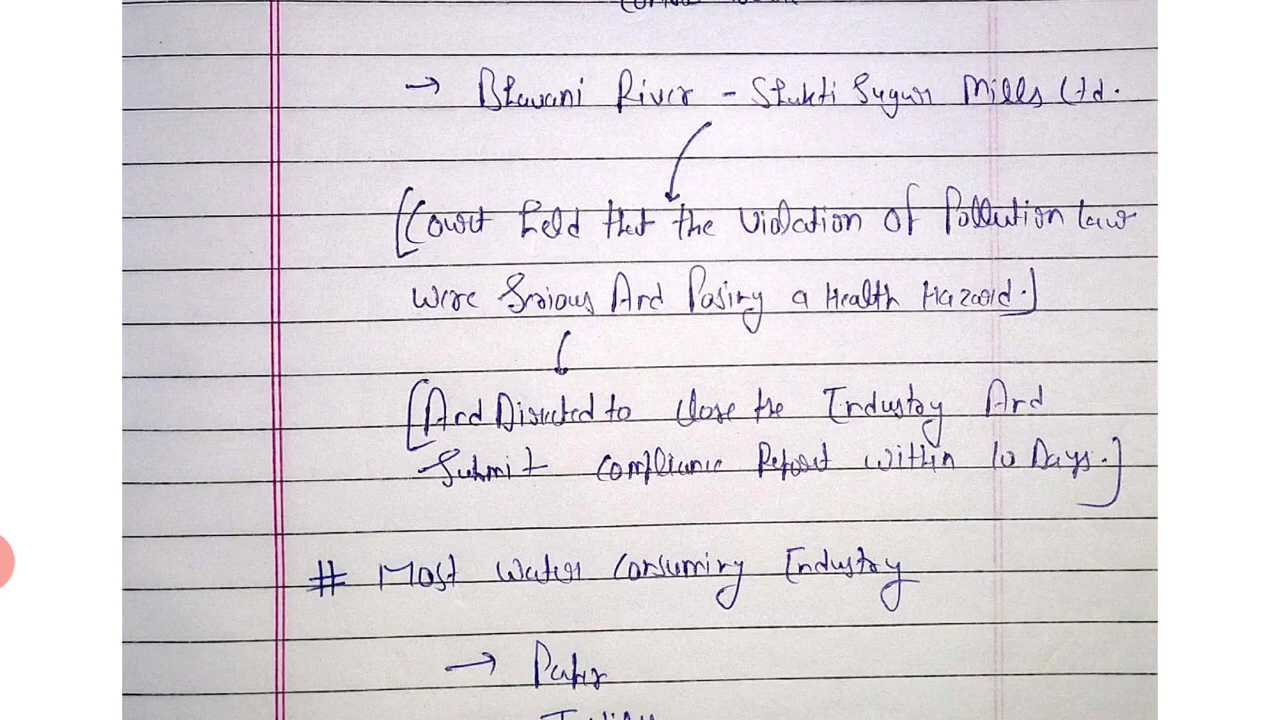 → Bhavani River - Shakti Sugar Mills Ltd.
[Court held that the violation of Pollution law
were Serious And Posing a Health Hazard.]
[And Directed to close the Industry And
Submit compliance Report within 10 Days.]
# Most Water Consuming Industry
→ Paper